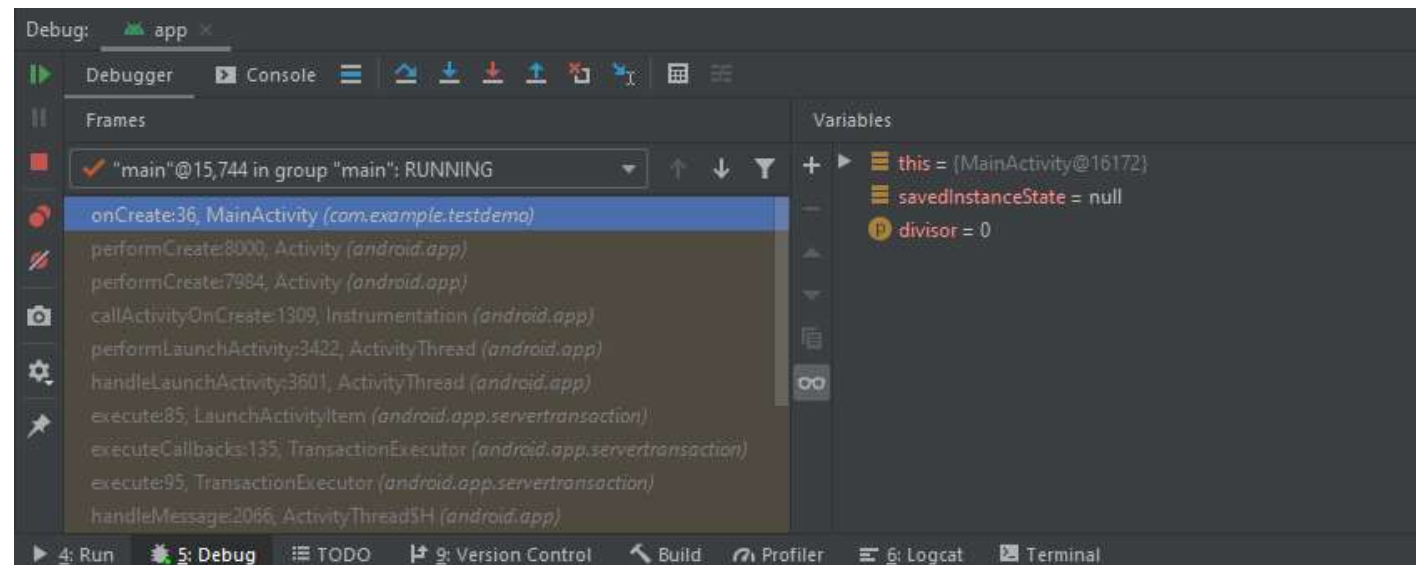 Debug: app
Debugger Console
Frames
Variables
"main"@15,744 in group "main": RUNNING
onCreate:36, MainActivity (com.example.testdemo)
performCreate:8000, Activity (android.app)
performCreate:7984, Activity (android.app)
callActivityOnCreate:1309, Instrumentation (android.app)
performLaunchActivity:3422, ActivityThread (android.app)
handleLaunchActivity:3601, ActivityThread (android.app)
execute:85, LaunchActivityItem (android.app.servertransaction)
executeCallbacks:135, TransactionExecutor (android.app.servertransaction)
execute:95, TransactionExecutor (android.app.servertransaction)
handleMessage:2066, ActivityThread$H (android.app)
this = {MainActivity@16172}
savedInstanceState = null
p divisor = 0
4: Run 5: Debug TODO 9: Version Control Build Profiler 6: Logcat Terminal